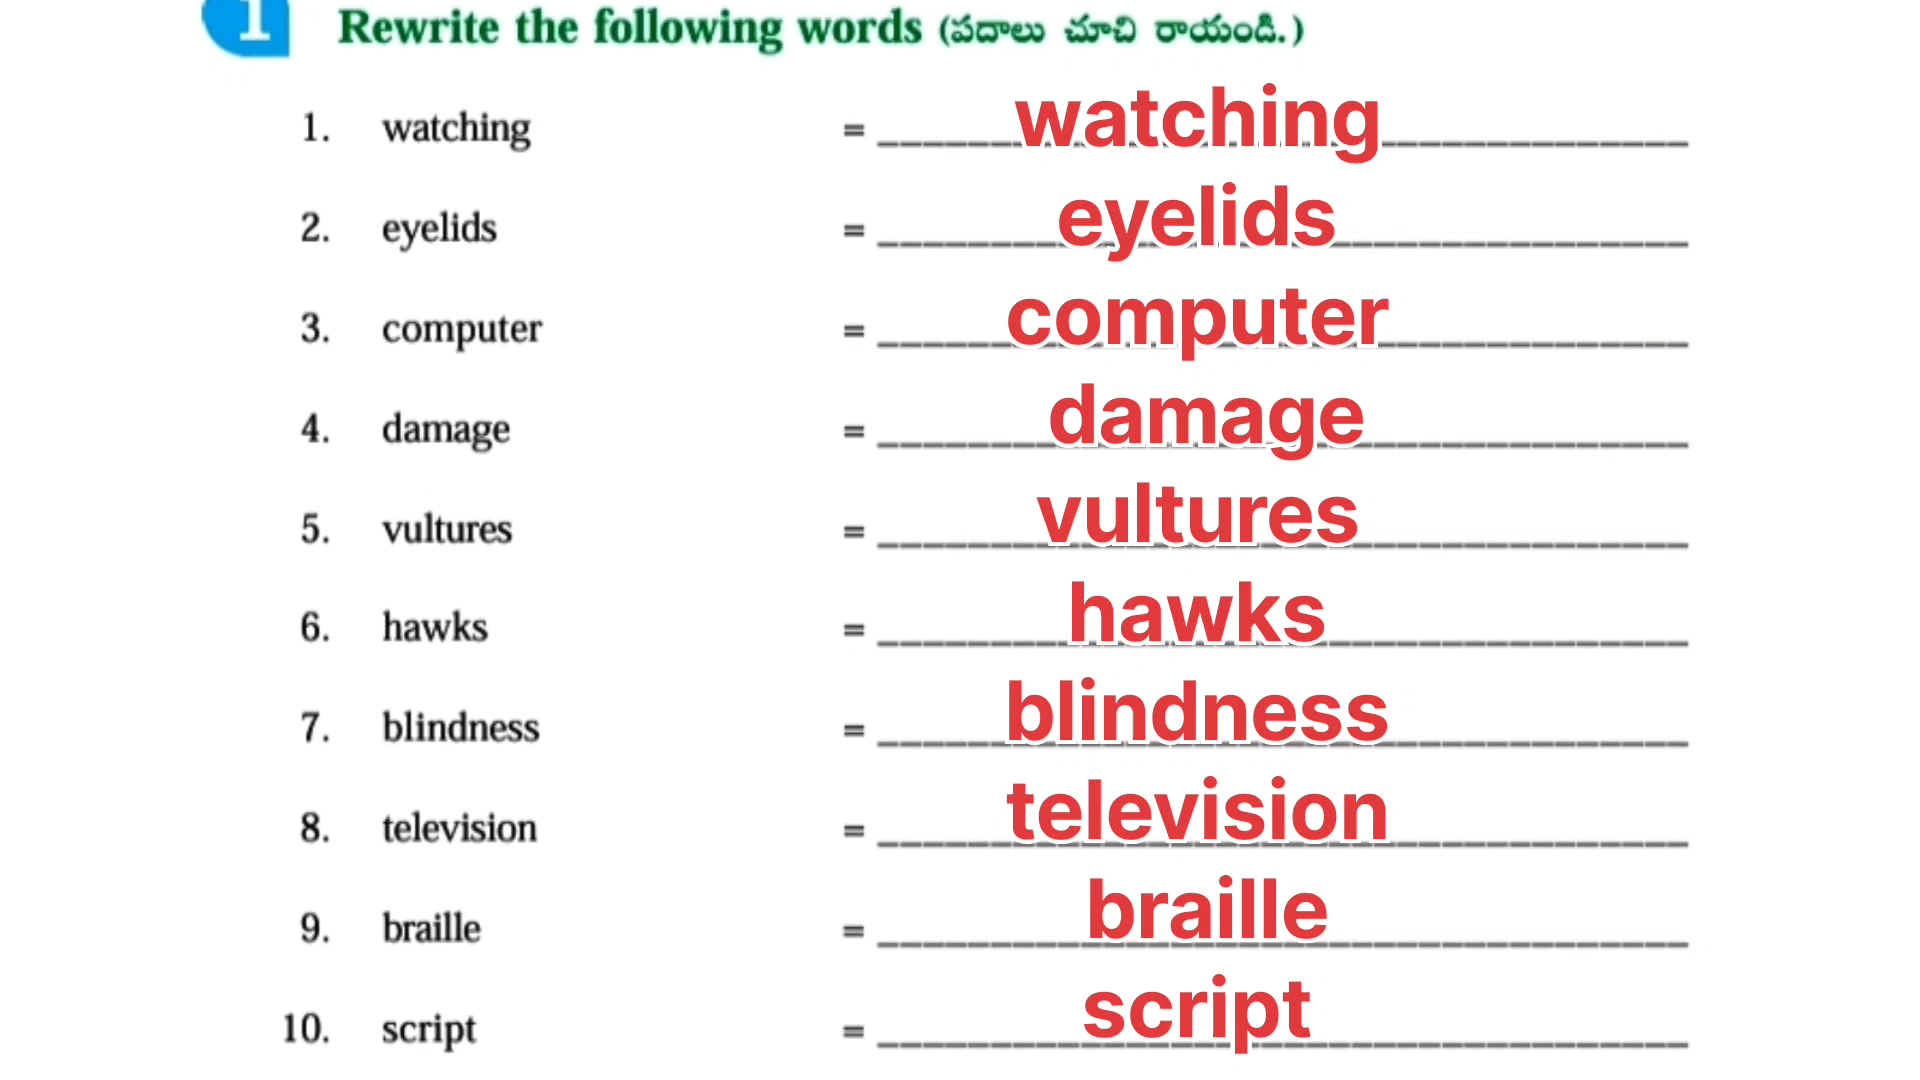 1 Rewrite the following words (పదాలు చూచి రాయండి.)
1. watching = watching
2. eyelids = eyelids
3. computer = computer
4. damage = damage
5. vultures = vultures
6. hawks = hawks
7. blindness = blindness
8. television = television
9. braille = braille
10. script = script